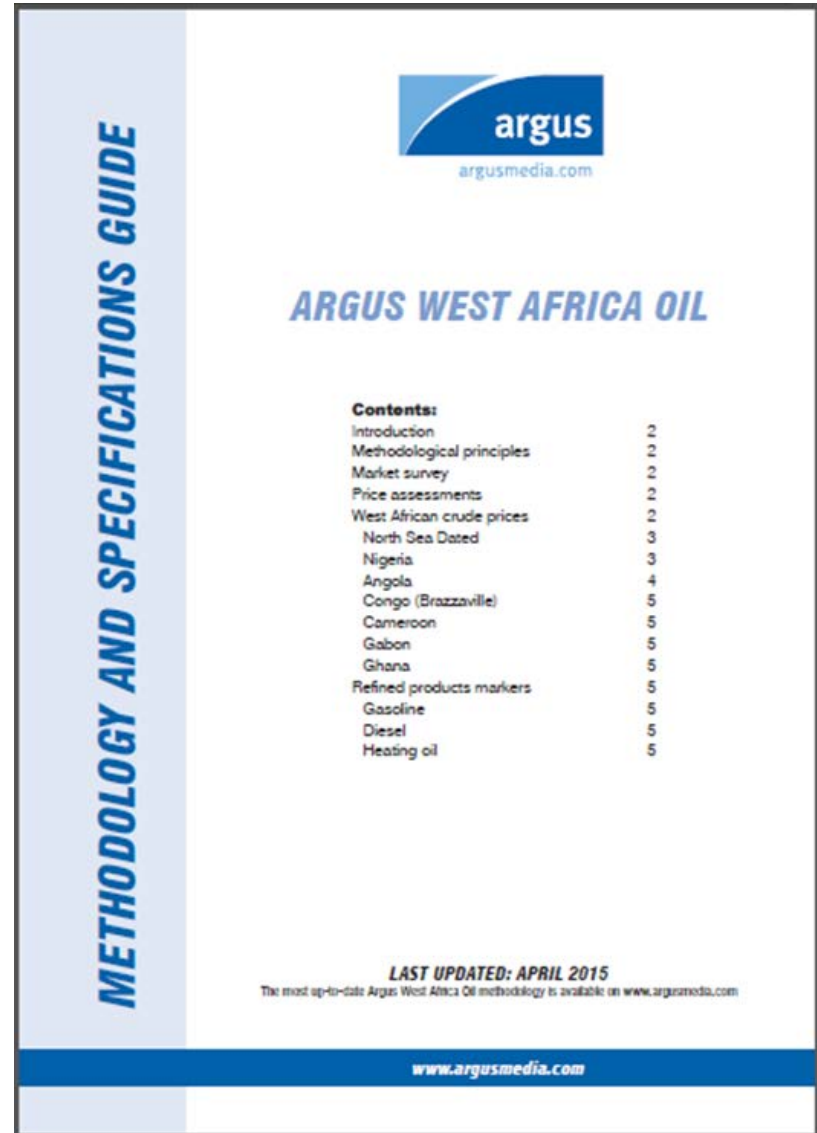 METHODOLOGY AND SPECIFICATIONS GUIDE
argus
argusmedia.com
ARGUS WEST AFRICA OIL
Contents:
Introduction 2
Methodological principles 2
Market survey 2
Price assessments 2
West African crude prices 2
North Sea Dated 3
Nigeria 3
Angola 4
Congo (Brazzaville) 5
Cameroon 5
Gabon 5
Ghana 5
Refined products markers 5
Gasoline 5
Diesel 5
Heating oil 5
LAST UPDATED: APRIL 2015
The most up-to-date Argus West Africa Oil methodology is available on www.argusmedia.com
www.argusmedia.com